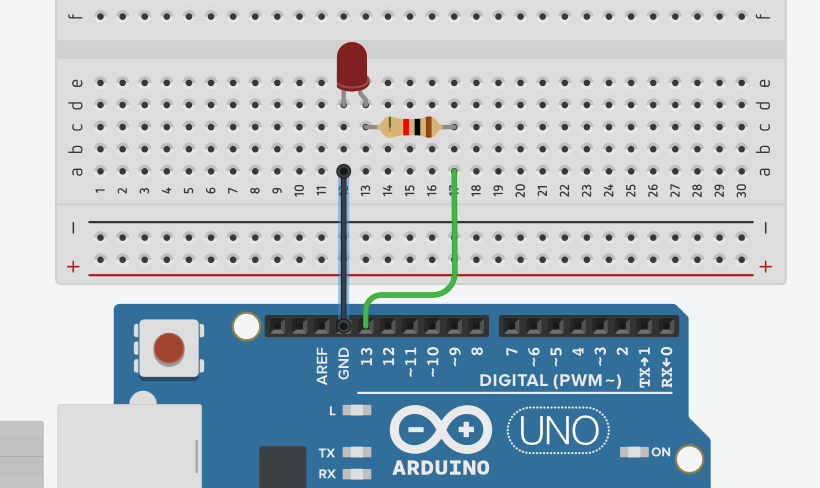 f f
e e
d d
c c
b b
a a
1 2 3 4 5 6 7 8 9 10 11 12 13 14 15 16 17 18 19 20 21 22 23 24 25 26 27 28 29 30
− −
+ +
AREF GND 13 12 ~11 ~10 ~9 8 7 ~6 ~5 4 ~3 2 TX→1 RX←0
DIGITAL (PWM~)
L
UNO
TX
RX
ON
ARDUINO